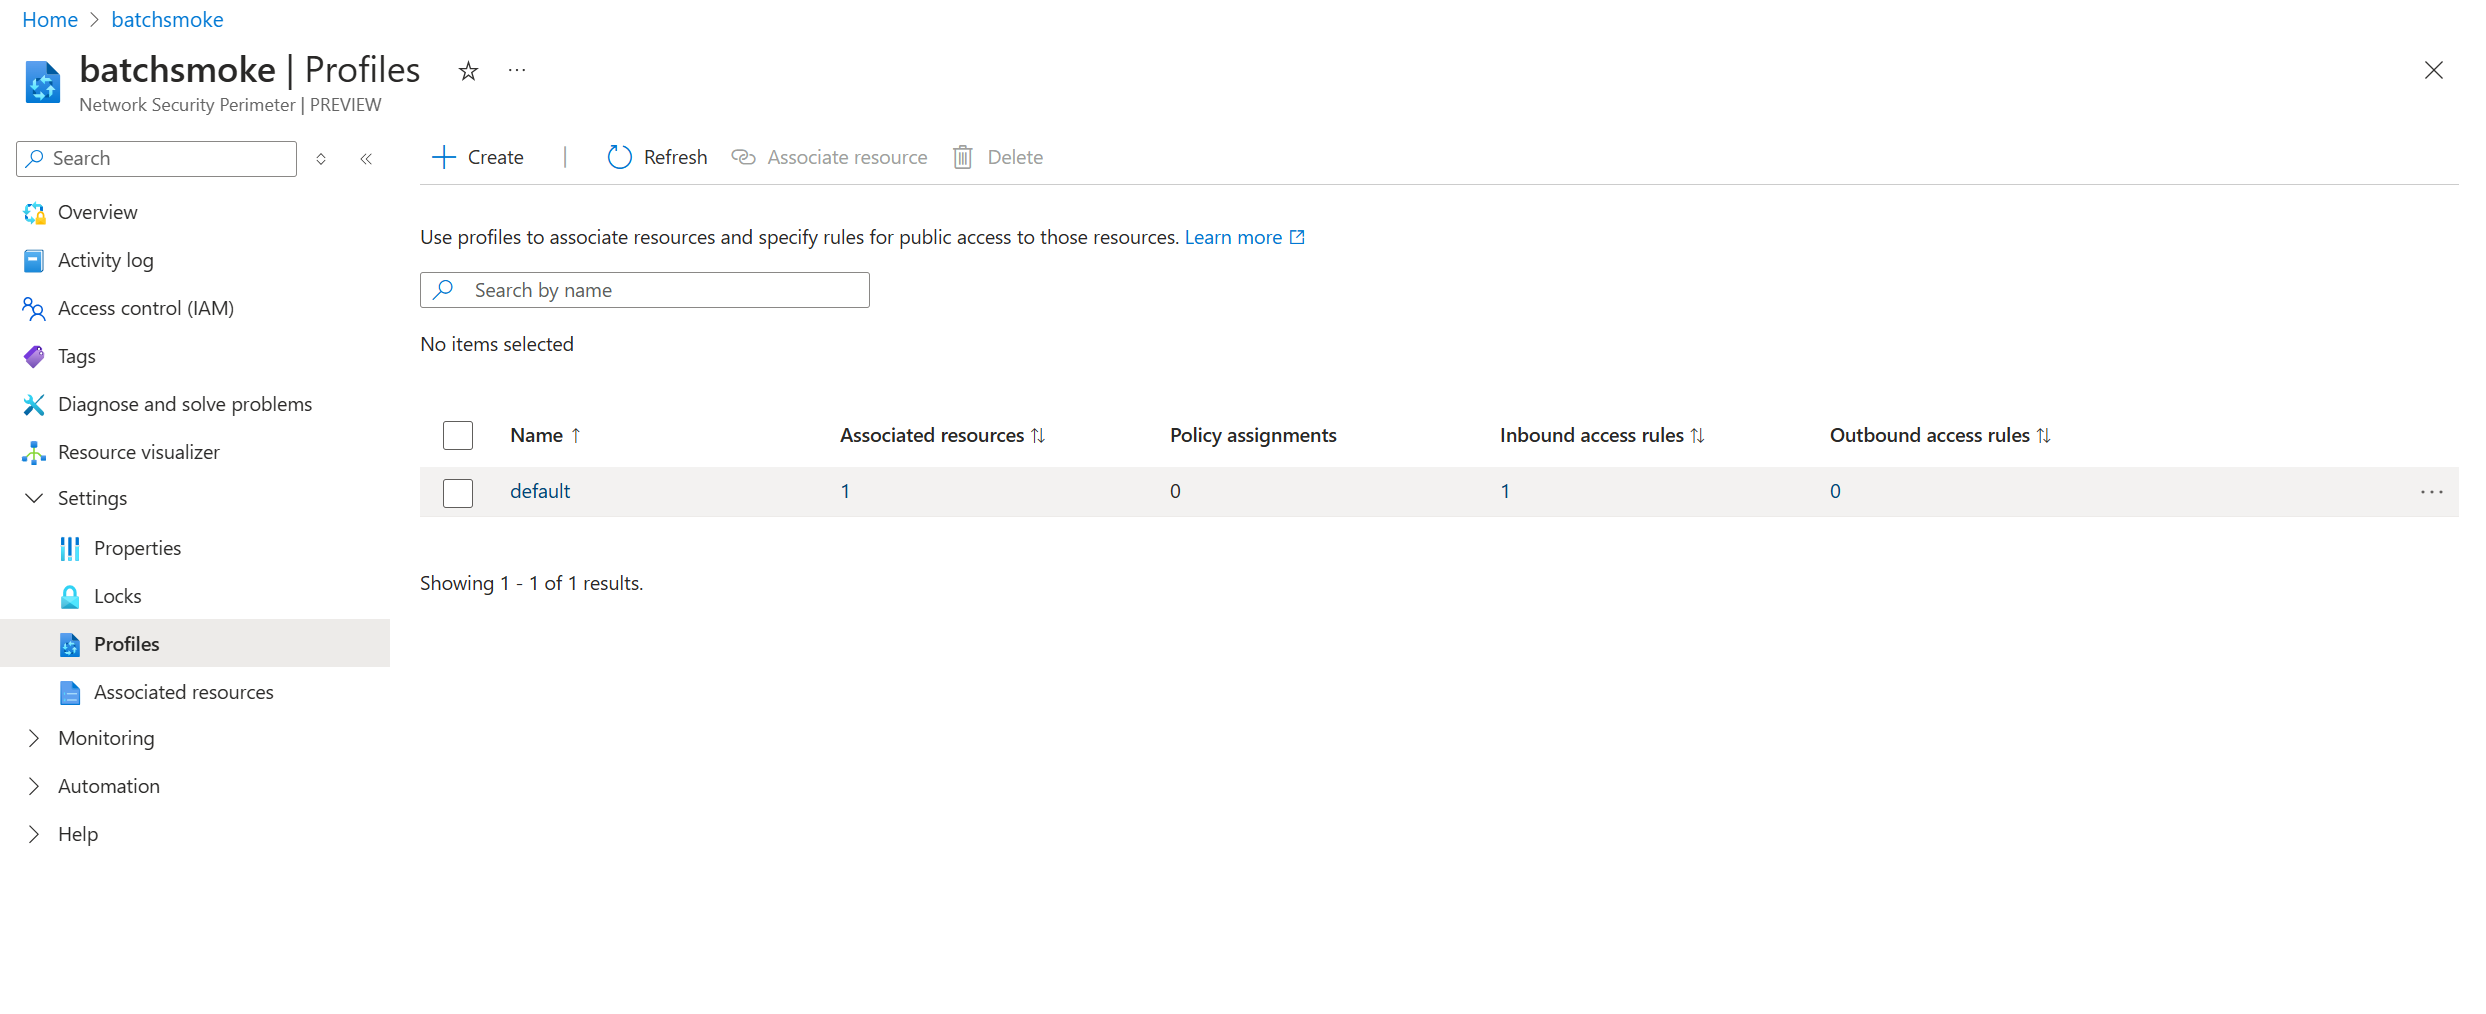 Home > batchsmoke
batchsmoke | Profiles
Network Security Perimeter | PREVIEW
Search
Overview
Activity log
Access control (IAM)
Tags
Diagnose and solve problems
Resource visualizer
Settings
Properties
Locks
Profiles
Associated resources
Monitoring
Automation
Help
Create | Refresh Associate resource Delete
Use profiles to associate resources and specify rules for public access to those resources. Learn more
Search by name
No items selected
Name ↑ Associated resources ↑↓ Policy assignments Inbound access rules ↑↓ Outbound access rules ↑↓
default 1 0 1 0
Showing 1 - 1 of 1 results.